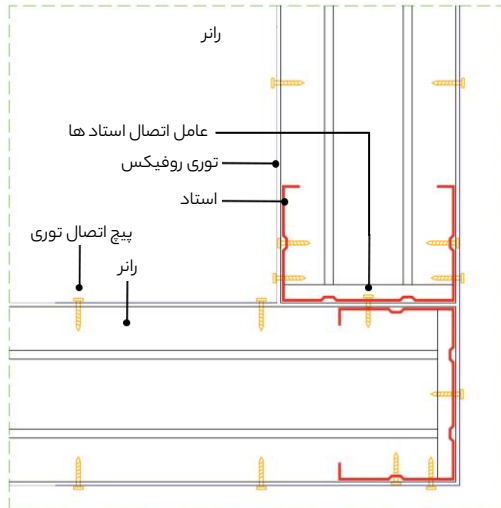 رانر
عامل اتصال استاد ها
توری روفیکس
استاد
پیچ اتصال توری
رانر